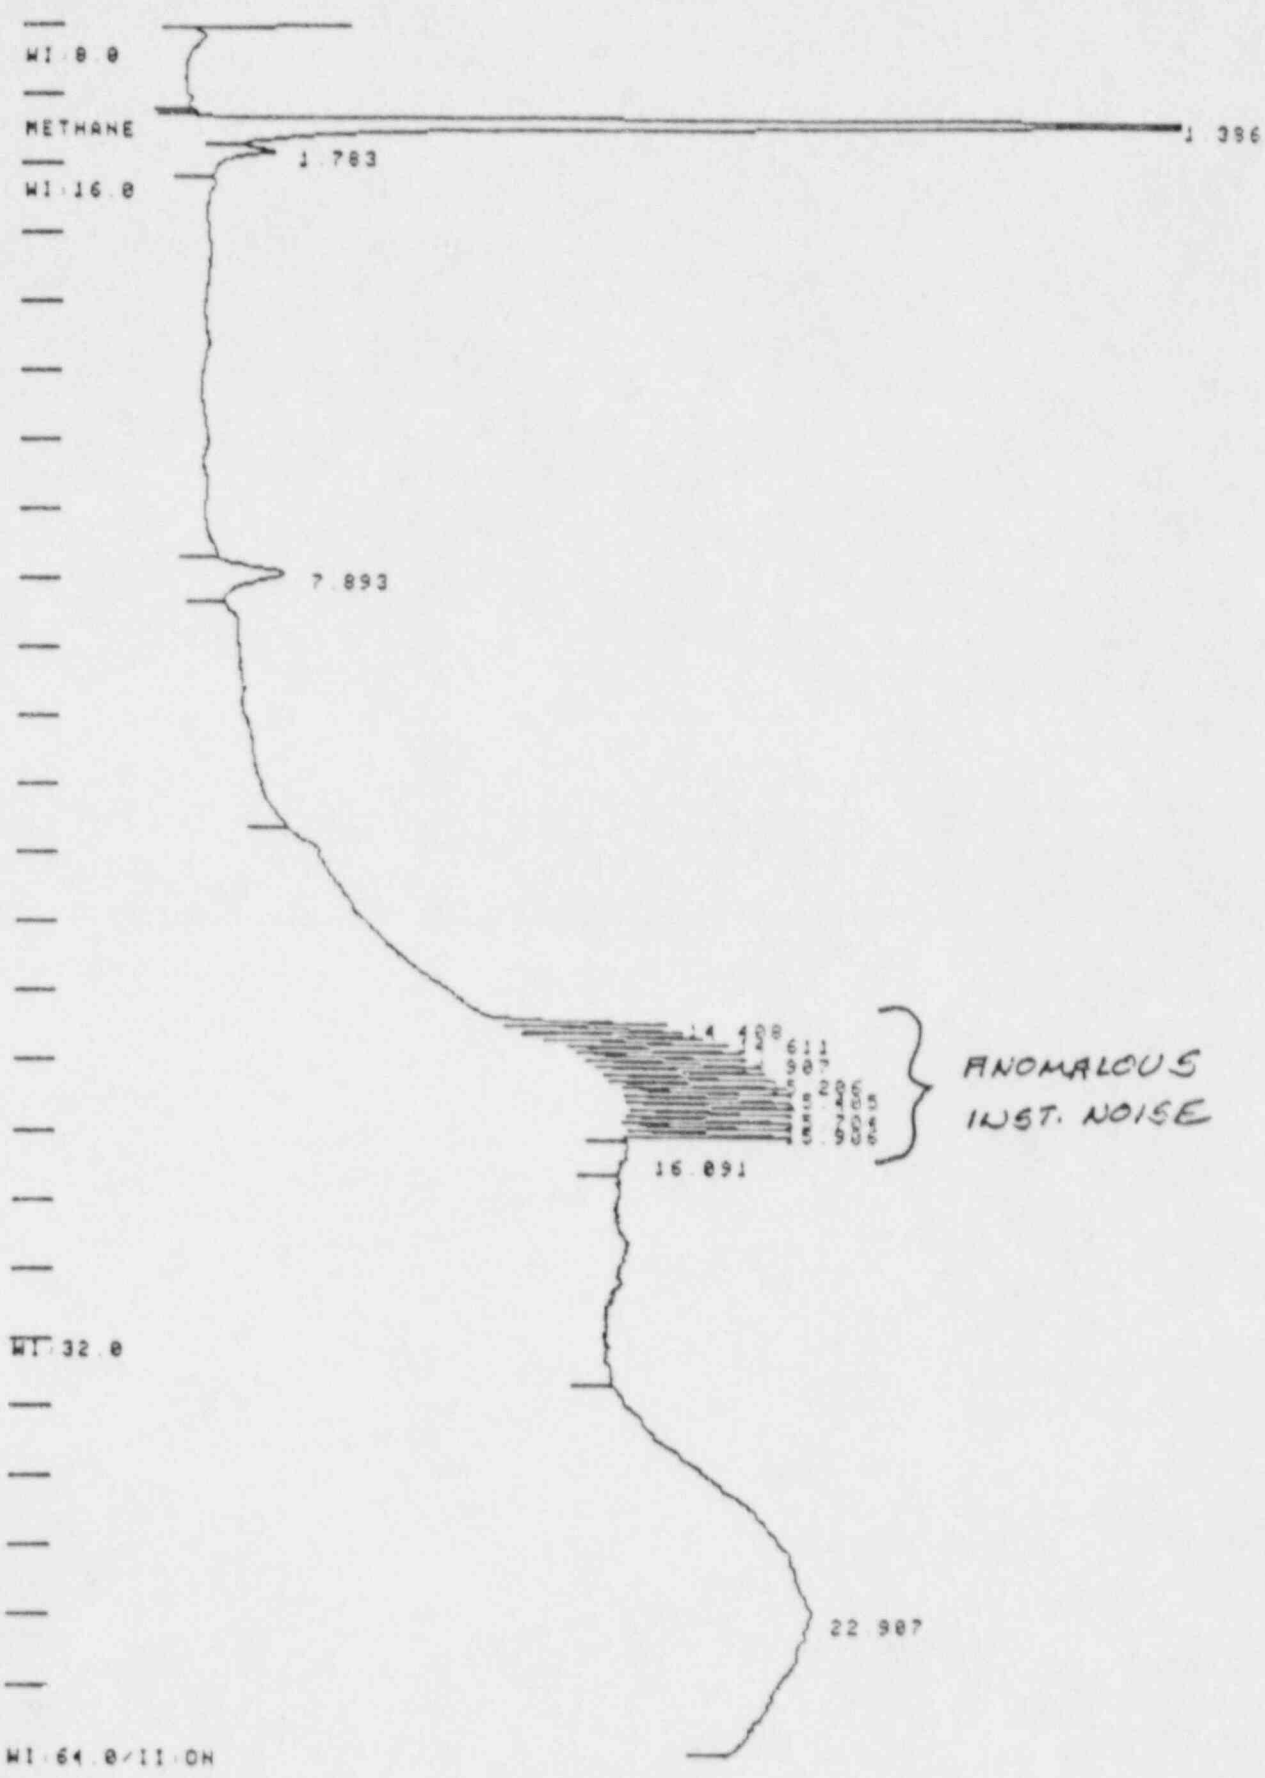 WI:8.0
METHANE
1.396
1.783
WI:16.0
7.893
14.408
16.091
ANOMALOUS
INST. NOISE
WI:32.0
22.907
WI:64.0/II:ON